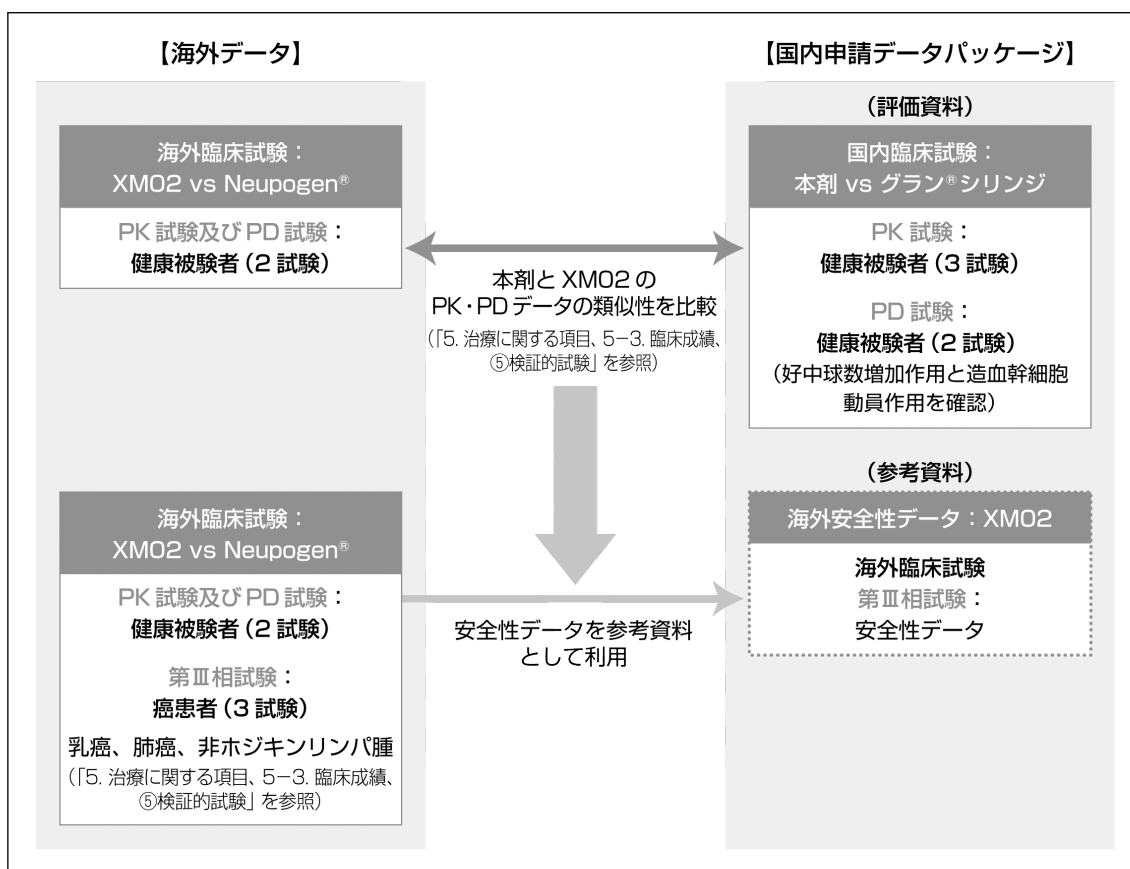 【海外データ】
海外臨床試験：
XM02 vs Neupogen®
PK 試験及び PD 試験：
健康被験者（2 試験）
本剤と XM02 の
PK・PD データの類似性を比較
（「5. 治療に関する項目、5－3. 臨床成績、
⑤検証的試験」を参照）
【国内申請データパッケージ】
（評価資料）
国内臨床試験：
本剤 vs グラン®シリンジ
PK 試験：
健康被験者（3 試験）
PD 試験：
健康被験者（2 試験）
（好中球数増加作用と造血幹細胞
動員作用を確認）
海外臨床試験：
XM02 vs Neupogen®
PK 試験及び PD 試験：
健康被験者（2 試験）
第Ⅲ相試験：
癌患者（3 試験）
乳癌、肺癌、非ホジキンリンパ腫
（「5. 治療に関する項目、5－3. 臨床成績、
⑤検証的試験」を参照）
安全性データを参考資料
として利用
（参考資料）
海外安全性データ：XM02
海外臨床試験
第Ⅲ相試験：
安全性データ